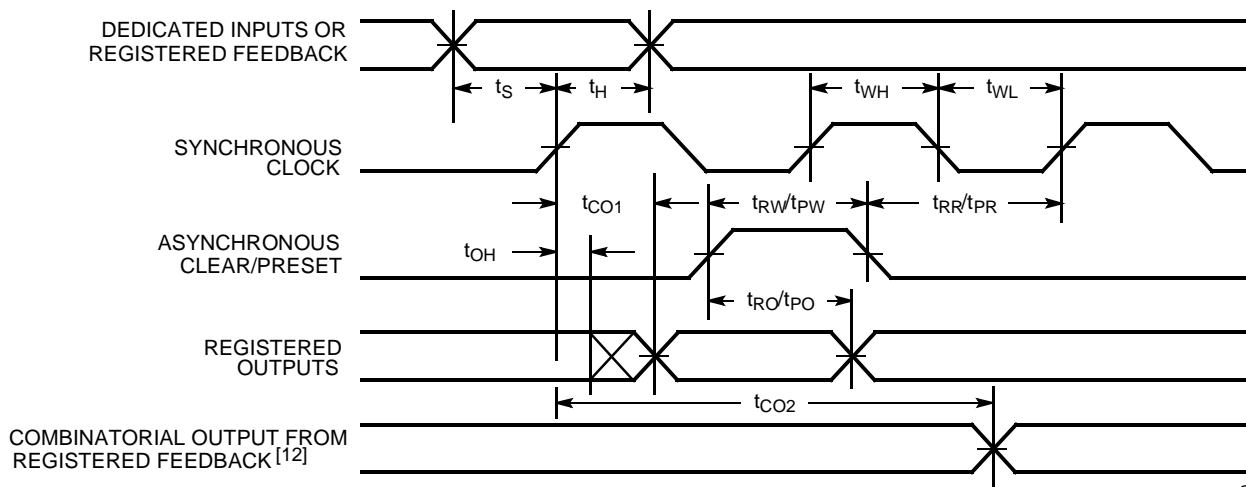 DEDICATED INPUTS OR
REGISTERED FEEDBACK
tS
tH
tWH
tWL
SYNCHRONOUS
CLOCK
tCO1
tRW/tPW
tRR/tPR
ASYNCHRONOUS
CLEAR/PRESET
tOH
tRO/tPO
REGISTERED
OUTPUTS
tCO2
COMBINATORIAL OUTPUT FROM
REGISTERED FEEDBACK [12]